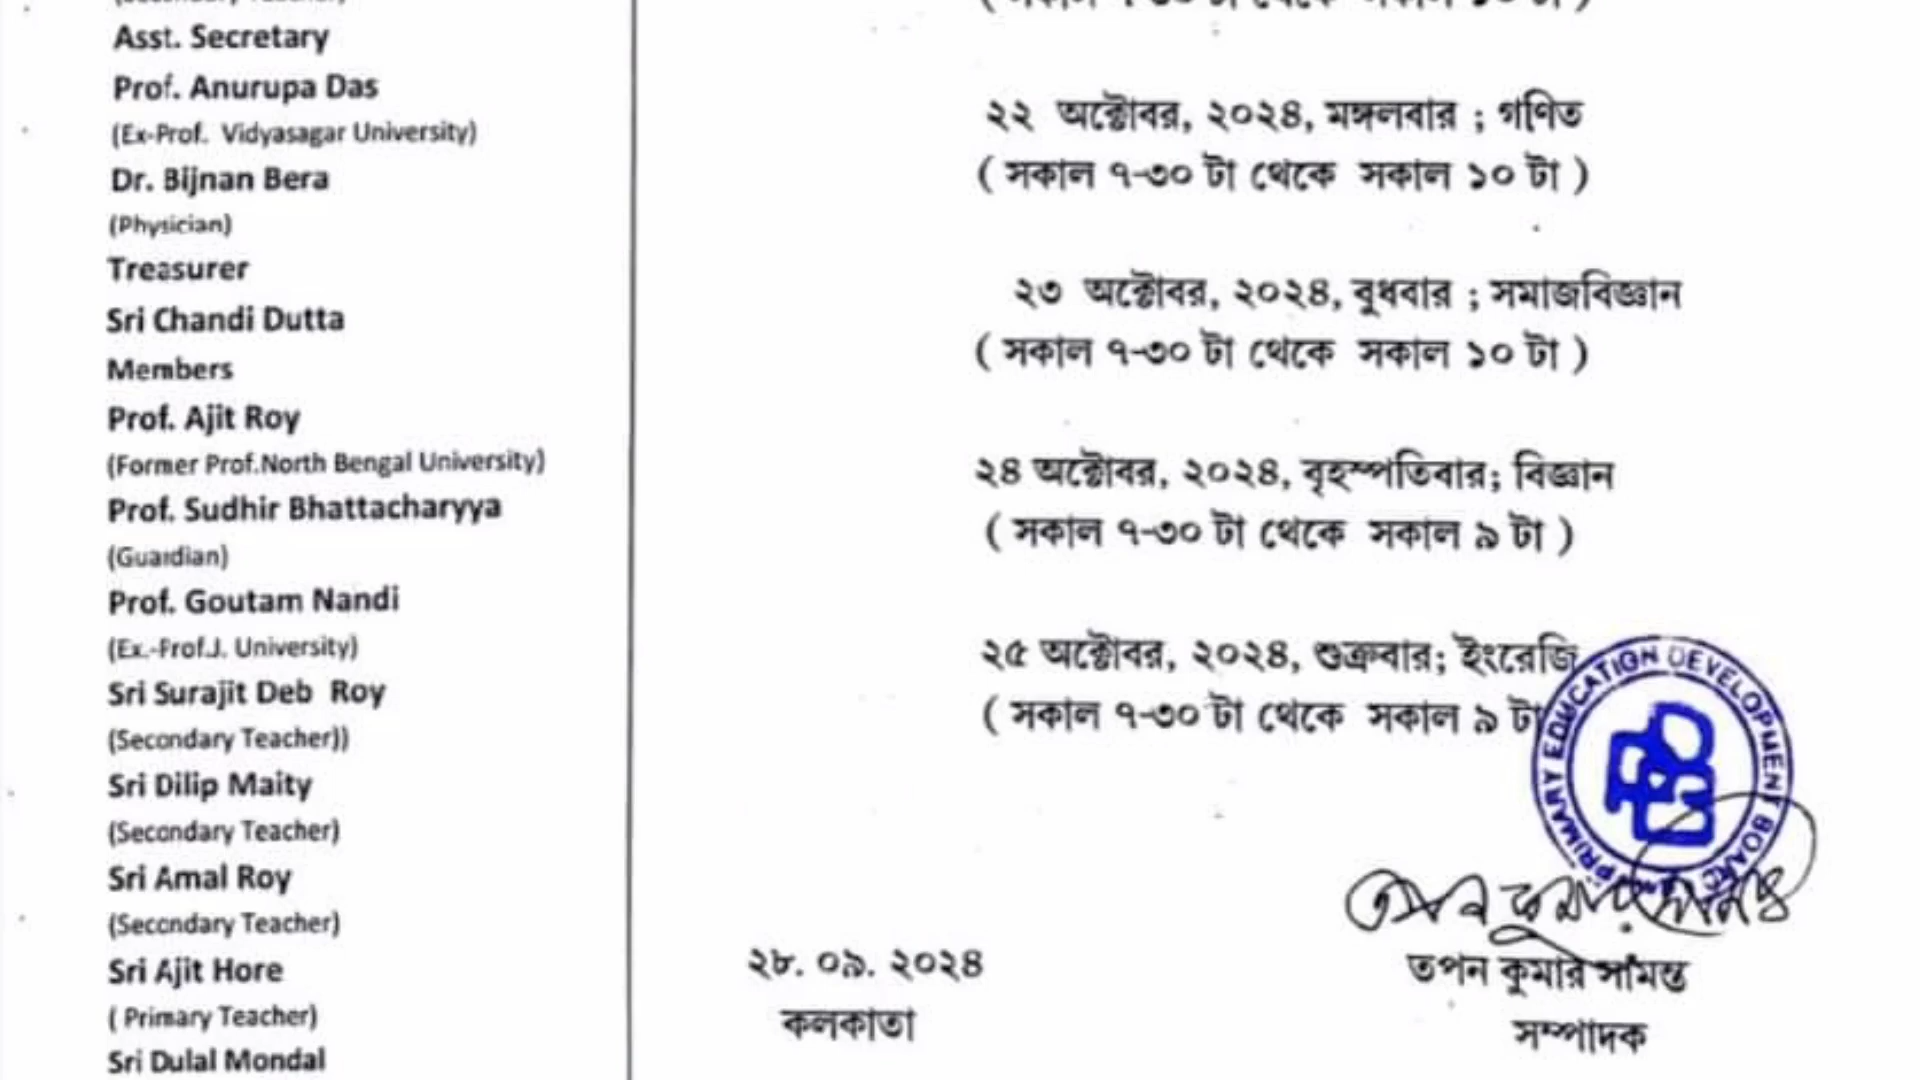 Asst. Secretary
Prof. Anurupa Das
(Ex-Prof. Vidyasagar University)
Dr. Bijnan Bera
(Physician)
Treasurer
Sri Chandi Dutta
Members
Prof. Ajit Roy
(Former Prof.North Bengal University)
Prof. Sudhir Bhattacharyya
(Guardian)
Prof. Goutam Nandi
(Ex.-Prof.J. University)
Sri Surajit Deb Roy
(Secondary Teacher))
Sri Dilip Maity
(Secondary Teacher)
Sri Amal Roy
(Secondary Teacher)
Sri Ajit Hore
( Primary Teacher)
Sri Dulal Mondal
২২ অক্টোবর, ২০২৪, মঙ্গলবার ; গণিত
( সকাল ৭-৩০ টা থেকে সকাল ১০ টা )
২৩ অক্টোবর, ২০২৪, বুধবার ; সমাজবিজ্ঞান
( সকাল ৭-৩০ টা থেকে সকাল ১০ টা )
২৪ অক্টোবর, ২০২৪, বৃহস্পতিবার; বিজ্ঞান
( সকাল ৭-৩০ টা থেকে সকাল ৯ টা )
২৫ অক্টোবর, ২০২৪, শুক্রবার; ইংরেজি
( সকাল ৭-৩০ টা থেকে সকাল ৯ টা
PRIMARY EDUCATION DEVELOPMENT BOARD
তপন কুমার সামন্ত
২৮. ০৯. ২০২৪
কলকাতা
তপন কুমার সামন্ত
সম্পাদক